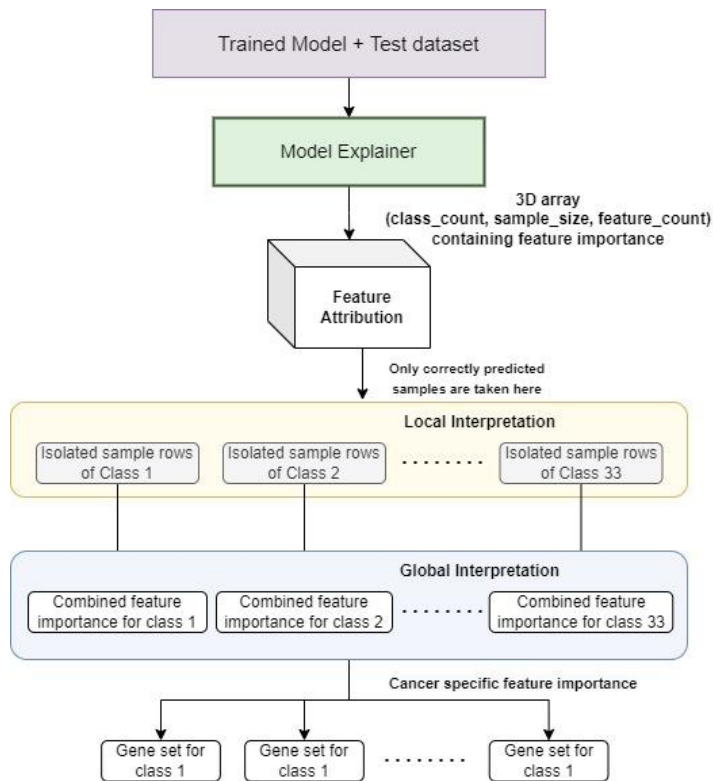 Trained Model + Test dataset
Model Explainer
3D array
(class_count, sample_size, feature_count)
containing feature importance
Feature
Attribution
Only correctly predicted
samples are taken here
Local Interpretation
Isolated sample rows
of Class 1
Isolated sample rows
of Class 2
. . . . . . . .
Isolated sample rows
of Class 33
Global Interpretation
Combined feature
importance for class 1
Combined feature
importance for class 2
. . . . . . . .
Combined feature
importance for class 33
Cancer specific feature importance
Gene set for
class 1
Gene set for
class 1
. . . . . . . .
Gene set for
class 1